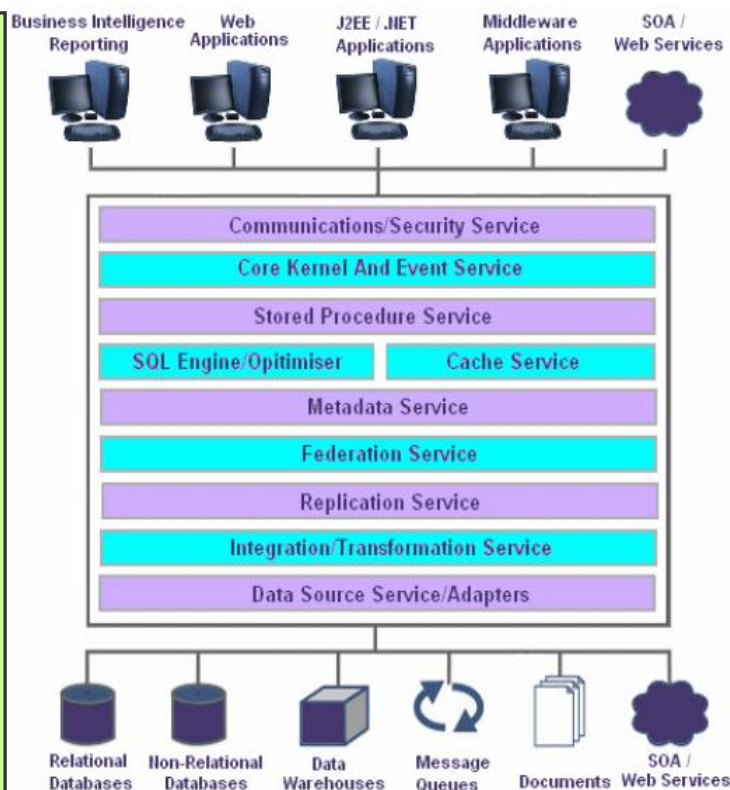 Business Intelligence
Reporting
Web
Applications
J2EE / .NET
Applications
Middleware
Applications
SOA /
Web Services
Communications/Security Service
Core Kernel And Event Service
Stored Procedure Service
SQL Engine/Opitimiser
Cache Service
Metadata Service
Federation Service
Replication Service
Integration/Transformation Service
Data Source Service/Adapters
Relational
Databases
Non-Relational
Databases
Data
Warehouses
Message
Queues
Documents
SOA /
Web Services